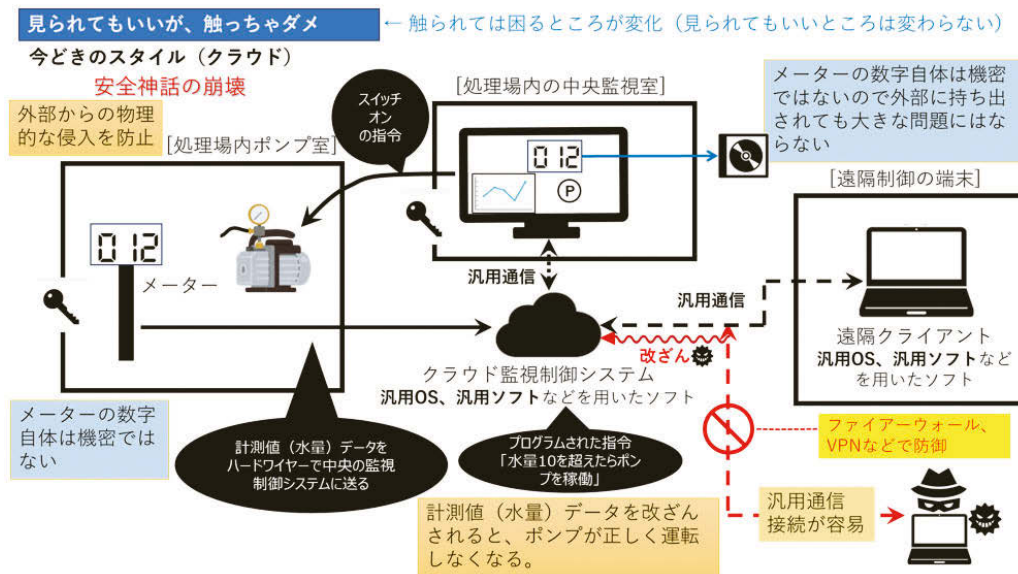 見られてもいいが、触っちゃダメ
← 触られては困るところが変化（見られてもいいところは変わらない）
今どきのスタイル（クラウド）
安全神話の崩壊
外部からの物理
的な侵入を防止
[処理場内ポンプ室]
012
メーター
メーターの数字
自体は機密では
ない
スイッチ
オン
の指令
[処理場内の中央監視室]
012
P
メーターの数字自体は機密
ではないので外部に持ち出
されても大きな問題にはな
らない
[遠隔制御の端末]
汎用通信
汎用通信
改ざん
クラウド監視制御システム
汎用OS、汎用ソフトなどを用いたソフト
遠隔クライアント
汎用OS、汎用ソフトなど
を用いたソフト
計測値（水量）データを
ハードワイヤーで中央の監視
制御システムに送る
プログラムされた指令
「水量10を超えたらポン
プを稼働」
ファイアーウォール、
VPNなどで防御
計測値（水量）データを改ざん
されると、ポンプが正しく運転
しなくなる。
汎用通信
接続が容易